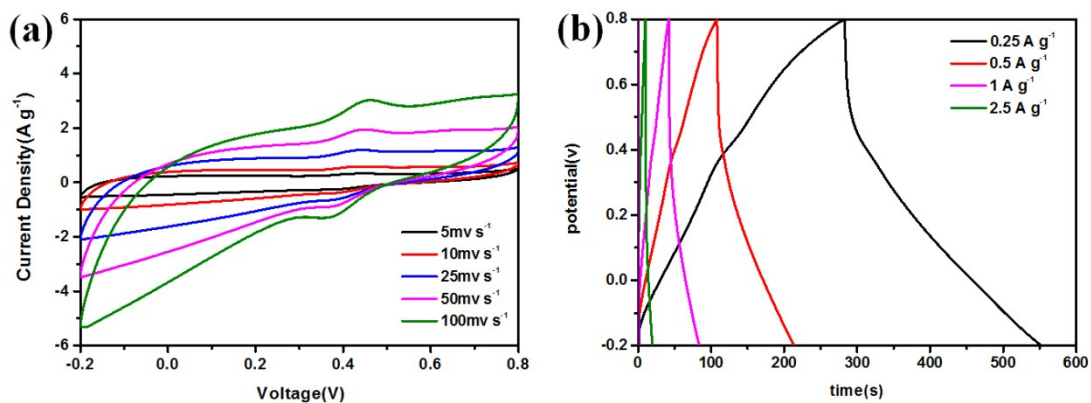 (a)
6
4
2
0
-2
-4
-6
Current Density(A g-1)
-0.2 0.0 0.2 0.4 0.6 0.8
Voltage(V)
5mv s-1
10mv s-1
25mv s-1
50mv s-1
100mv s-1
(b)
0.8
0.6
0.4
0.2
0.0
-0.2
potential(v)
0 100 200 300 400 500 600
time(s)
0.25 A g-1
0.5 A g-1
1 A g-1
2.5 A g-1